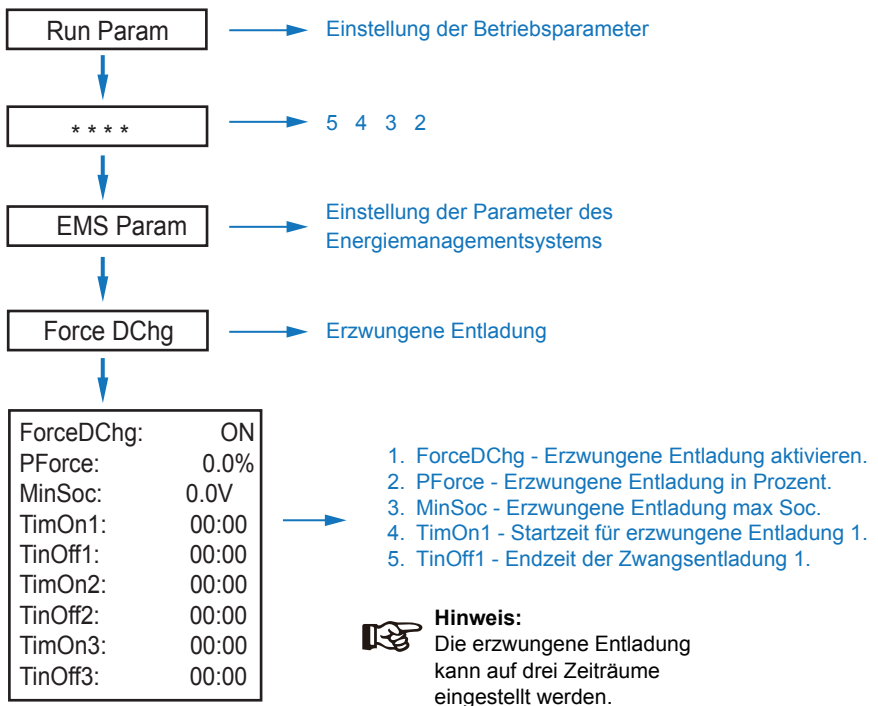 Run Param
Einstellung der Betriebsparameter
* * * *
5 4 3 2
EMS Param
Einstellung der Parameter des
Energiemanagementsystems
Force DChg
Erzwungene Entladung
ForceDChg: ON
PForce: 0.0%
MinSoc: 0.0V
TimOn1: 00:00
TinOff1: 00:00
TimOn2: 00:00
TinOff2: 00:00
TimOn3: 00:00
TinOff3: 00:00
1. ForceDChg - Erzwungene Entladung aktivieren.
2. PForce - Erzwungene Entladung in Prozent.
3. MinSoc - Erzwungene Entladung max Soc.
4. TimOn1 - Startzeit für erzwungene Entladung 1.
5. TinOff1 - Endzeit der Zwangsentladung 1.
Hinweis:
Die erzwungene Entladung
kann auf drei Zeiträume
eingestellt werden.